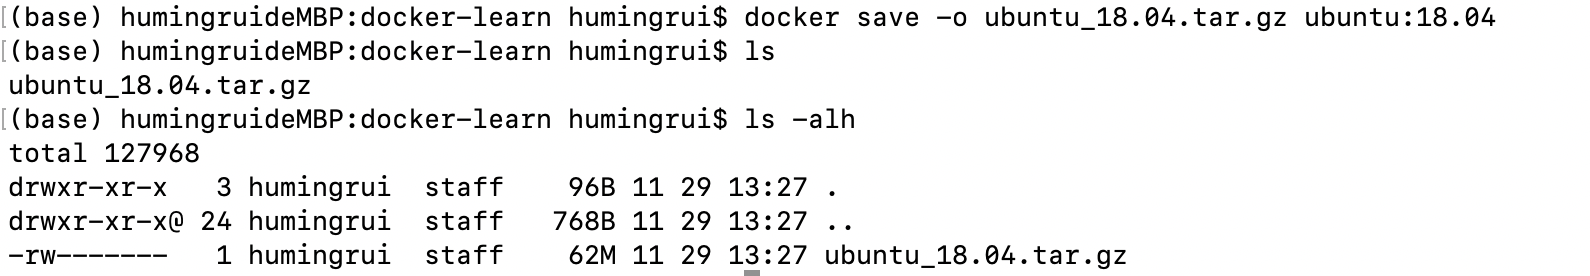 [(base) humingruideMBP:docker-learn humingrui$ docker save -o ubuntu_18.04.tar.gz ubuntu:18.04
[(base) humingruideMBP:docker-learn humingrui$ ls
ubuntu_18.04.tar.gz
[(base) humingruideMBP:docker-learn humingrui$ ls -alh
total 127968
drwxr-xr-x   3 humingrui  staff    96B 11 29 13:27 .
drwxr-xr-x@ 24 humingrui  staff   768B 11 29 13:27 ..
-rw-------   1 humingrui  staff    62M 11 29 13:27 ubuntu_18.04.tar.gz